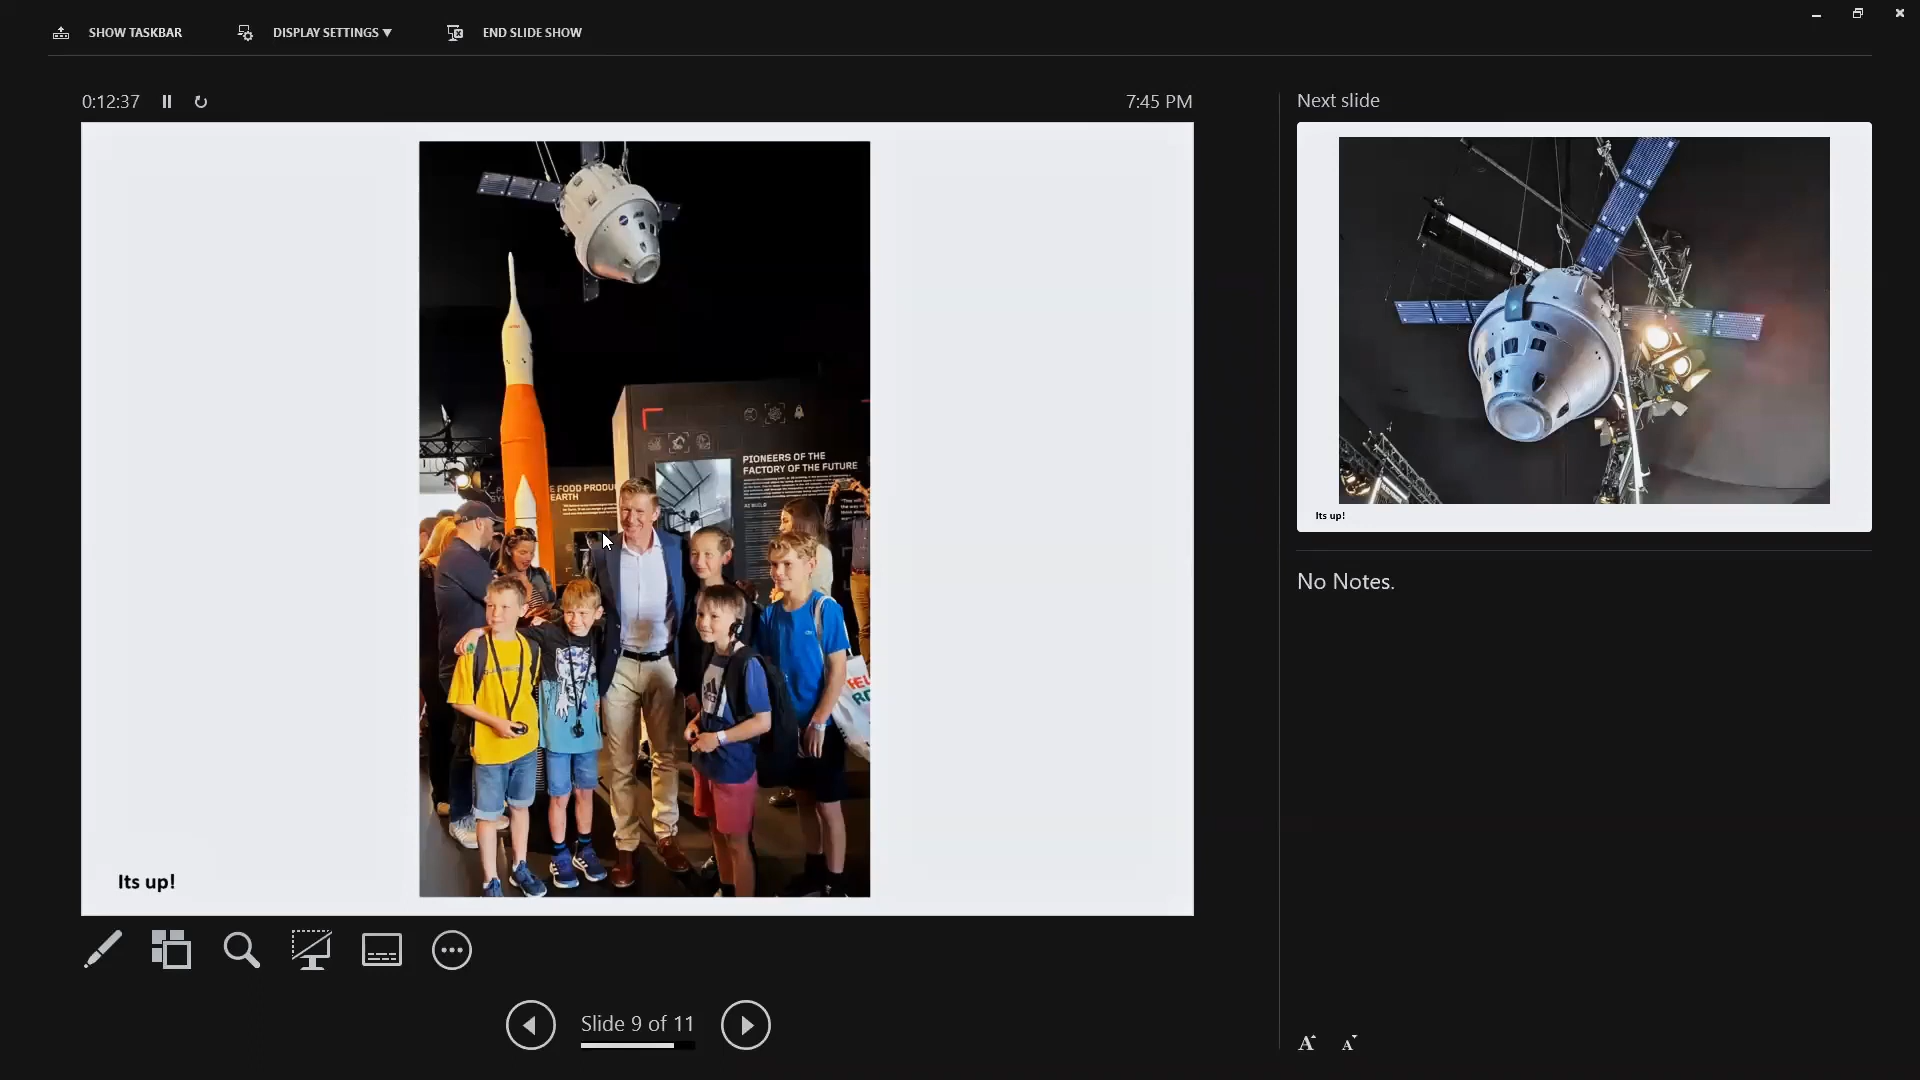 SHOW TASKBAR
DISPLAY SETTINGS ▼
END SLIDE SHOW
0:12:37
7:45 PM
Next slide
PIONEERS OF THE
FACTORY OF THE FUTURE
E FOOD PRODU
EARTH
Its up!
Its up!
No Notes.
Slide 9 of 11
A
A